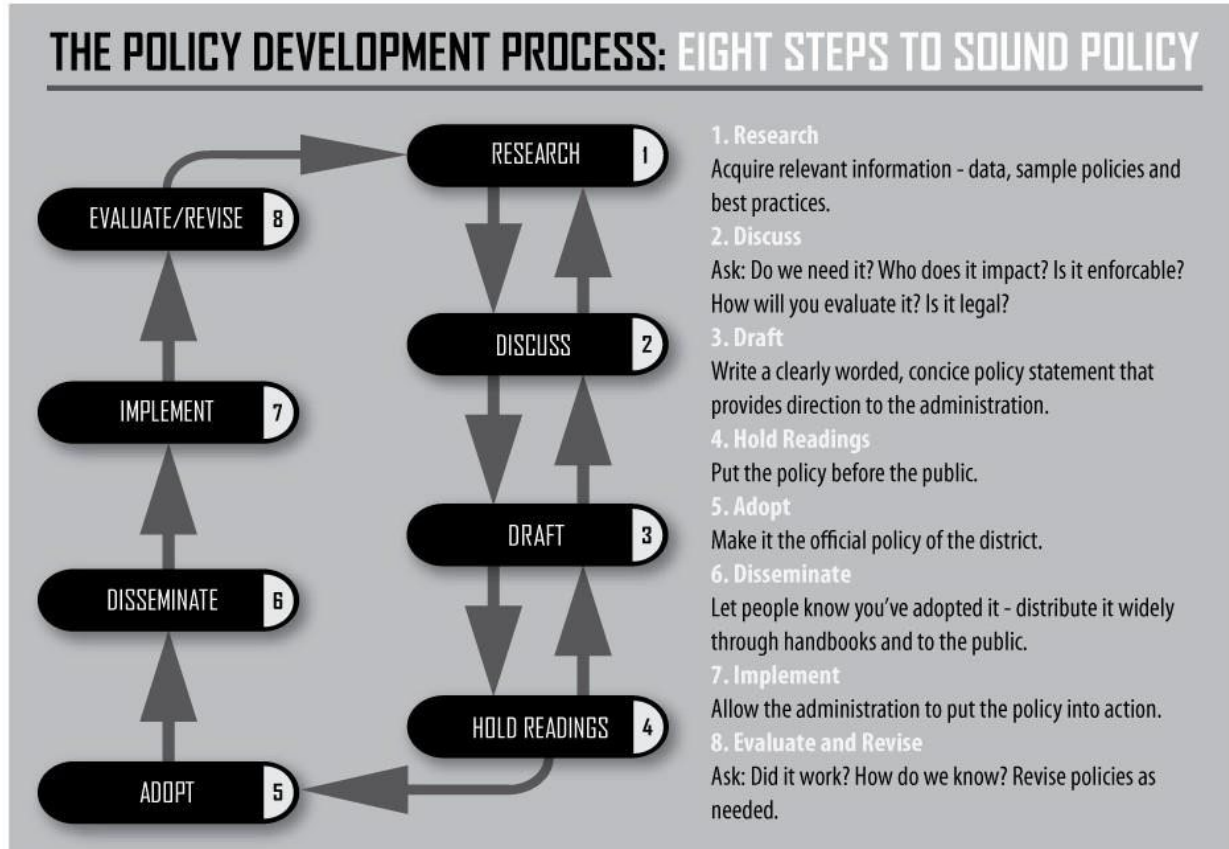 THE POLICY DEVELOPMENT PROCESS: EIGHT STEPS TO SOUND POLICY
RESEARCH 1
DISCUSS 2
DRAFT 3
HOLD READINGS 4
ADOPT 5
DISSEMINATE 6
IMPLEMENT 7
EVALUATE/REVISE 8
1. Research
Acquire relevant information - data, sample policies and
best practices.
2. Discuss
Ask: Do we need it? Who does it impact? Is it enforcable?
How will you evaluate it? Is it legal?
3. Draft
Write a clearly worded, concice policy statement that
provides direction to the administration.
4. Hold Readings
Put the policy before the public.
5. Adopt
Make it the official policy of the district.
6. Disseminate
Let people know you've adopted it - distribute it widely
through handbooks and to the public.
7. Implement
Allow the administration to put the policy into action.
8. Evaluate and Revise
Ask: Did it work? How do we know? Revise policies as
needed.